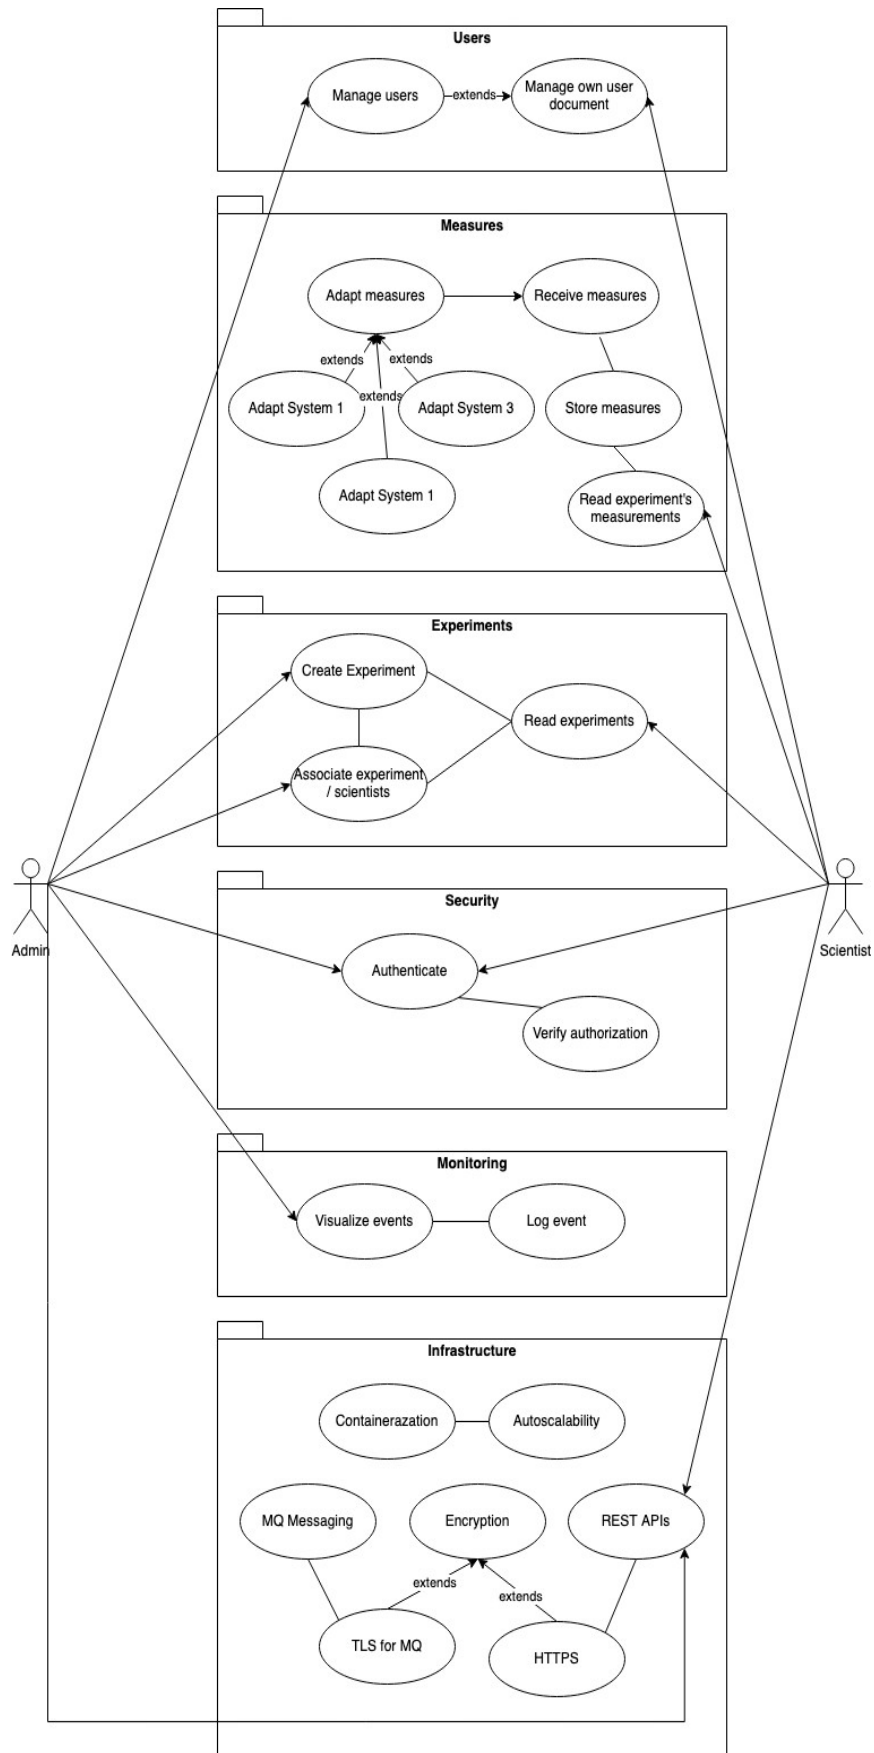 Users
Manage users
extends
Manage own user
document
Measures
Adapt measures
Receive measures
extends
extends
extends
Adapt System 1
Adapt System 3
Store measures
Adapt System 1
Read experiment's
measurements
Experiments
Create Experiment
Read experiments
Associate experiment
/ scientists
Admin
Scientist
Security
Authenticate
Verify authorization
Monitoring
Visualize events
Log event
Infrastructure
Containerazation
Autoscalability
MQ Messaging
Encryption
REST APIs
extends
extends
TLS for MQ
HTTPS